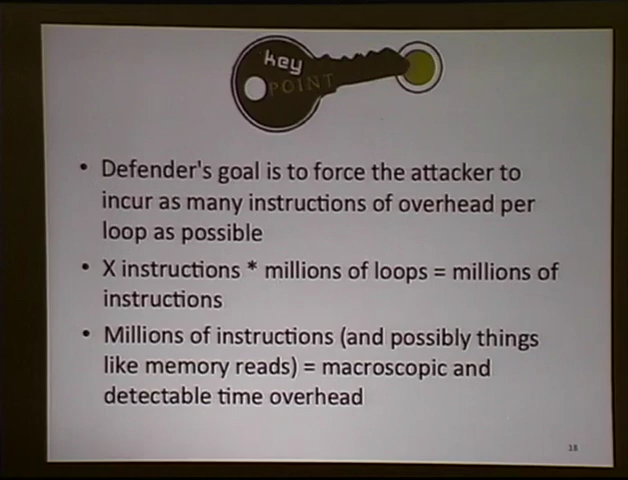 key
POINT
• Defender's goal is to force the attacker to
incur as many instructions of overhead per
loop as possible
• X instructions * millions of loops = millions of
instructions
• Millions of instructions (and possibly things
like memory reads) = macroscopic and
detectable time overhead
18